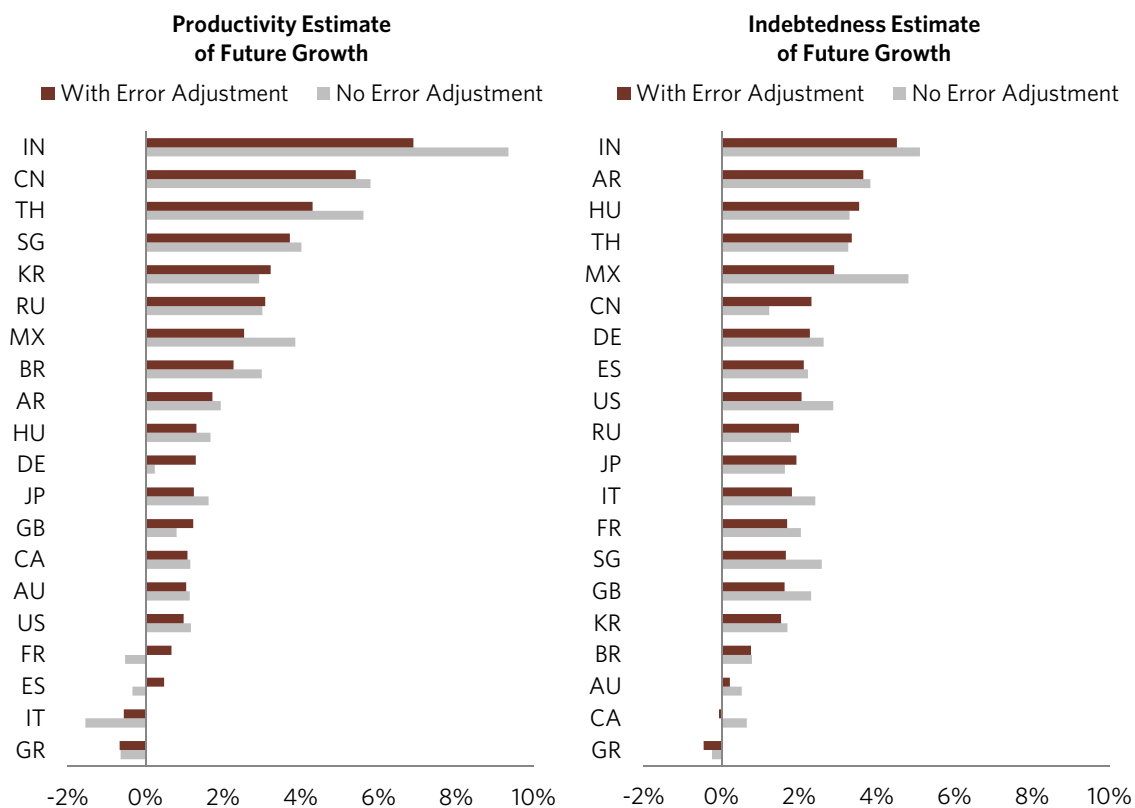 Productivity Estimate
of Future Growth
With Error Adjustment
No Error Adjustment
IN
CN
TH
SG
KR
RU
MX
BR
AR
HU
DE
JP
GB
CA
AU
US
FR
ES
IT
GR
-2% 0% 2% 4% 6% 8% 10%
Indebtedness Estimate
of Future Growth
With Error Adjustment
No Error Adjustment
IN
AR
HU
TH
MX
CN
DE
ES
US
RU
JP
IT
FR
SG
GB
KR
BR
AU
CA
GR
-2% 0% 2% 4% 6% 8% 10%